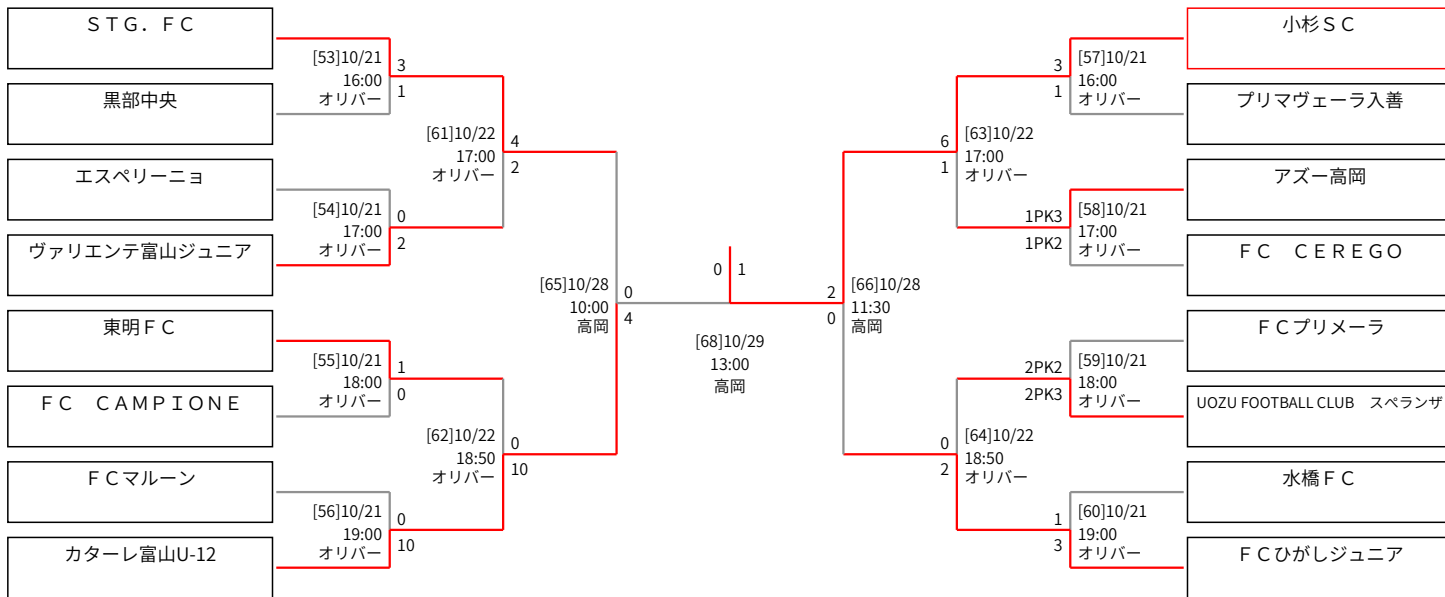 ＳＴＧ．ＦＣ
[53]10/21
16:00
オリバー
3
1
黒部中央
[61]10/22
17:00
オリバー
4
2
エスペリーニョ
[54]10/21
17:00
オリバー
0
2
ヴァリエンテ富山ジュニア
[65]10/28
10:00
高岡
0
4
東明ＦＣ
[55]10/21
18:00
オリバー
1
0
ＦＣ　ＣＡＭＰＩＯＮＥ
[62]10/22
18:50
オリバー
0
10
ＦＣマルーン
[56]10/21
19:00
オリバー
0
10
カターレ富山U-12
0
1
[68]10/29
13:00
高岡
小杉ＳＣ
3
1
[57]10/21
16:00
オリバー
プリマヴェーラ入善
6
1
[63]10/22
17:00
オリバー
アズー高岡
1PK3
1PK2
[58]10/21
17:00
オリバー
ＦＣ　ＣＥＲＥＧＯ
2
0
[66]10/28
11:30
高岡
ＦＣプリメーラ
2PK2
2PK3
[59]10/21
18:00
オリバー
UOZU FOOTBALL CLUB　スペランザ
0
2
[64]10/22
18:50
オリバー
水橋ＦＣ
1
3
[60]10/21
19:00
オリバー
ＦＣひがしジュニア